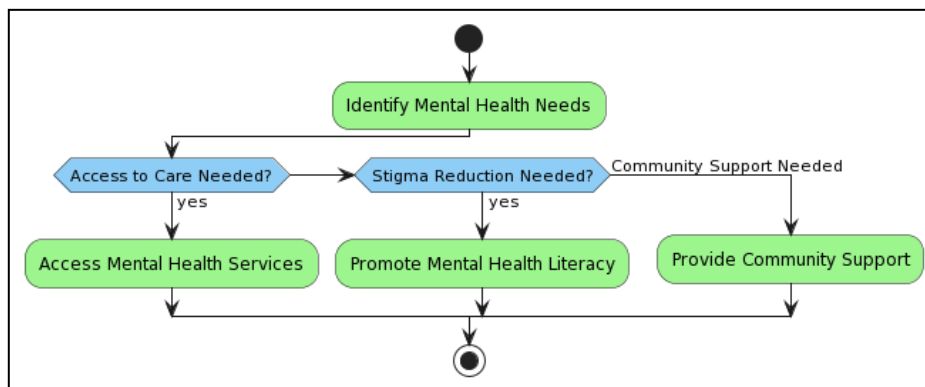 Identify Mental Health Needs
Access to Care Needed?
Stigma Reduction Needed?
Community Support Needed
yes
yes
Access Mental Health Services
Promote Mental Health Literacy
Provide Community Support